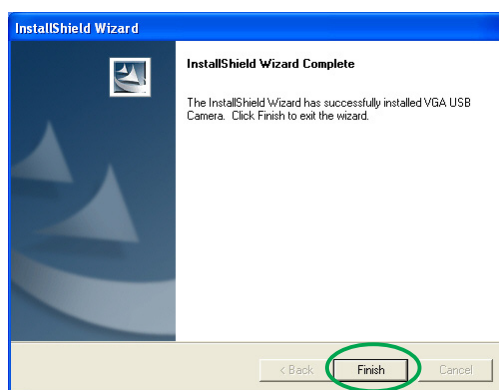 InstallShield Wizard
InstallShield Wizard Complete
The InstallShield Wizard has successfully installed VGA USB
Camera. Click Finish to exit the wizard.
< Back
Finish
Cancel